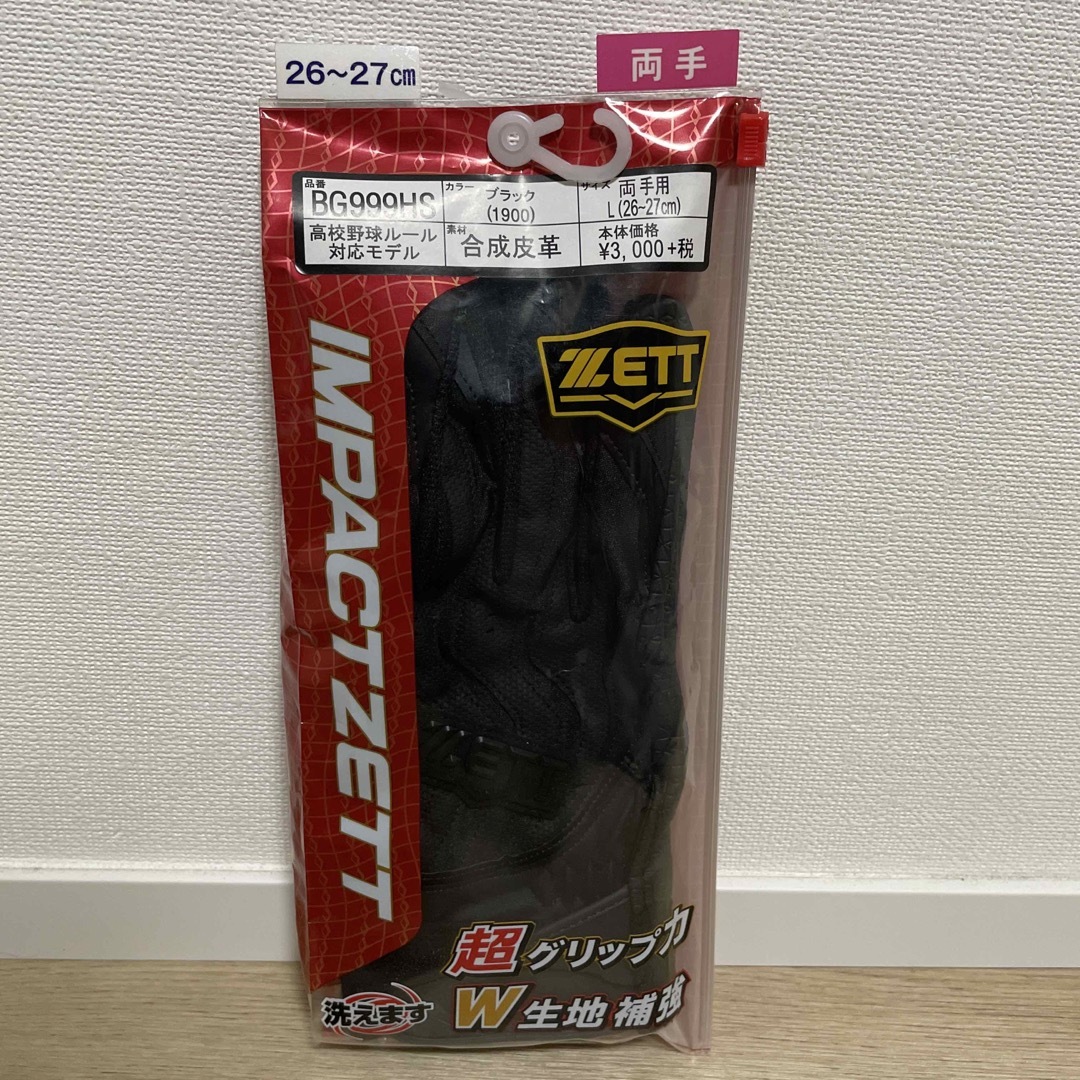 26~27cm
両手
品番
BG999HS
カラー
ブラック
(1900)
サイズ
両手用
L(26~27cm)
高校野球ルール
対応モデル
素材
合成皮革
本体価格
¥3,000+税
ZETT
IMPACTZETT
ZETT
超グリップ力
W生地補強
洗えます